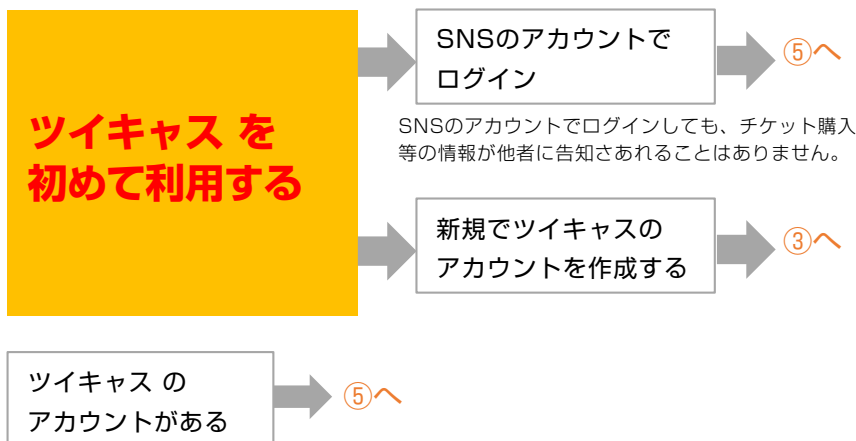 SNSのアカウントで
ログイン
⑤へ
SNSのアカウントでログインしても、チケット購入
等の情報が他者に告知さあれることはありません。
ツイキャス を
初めて利用する
新規でツイキャスの
アカウントを作成する
③へ
ツイキャス の
アカウントがある
⑤へ